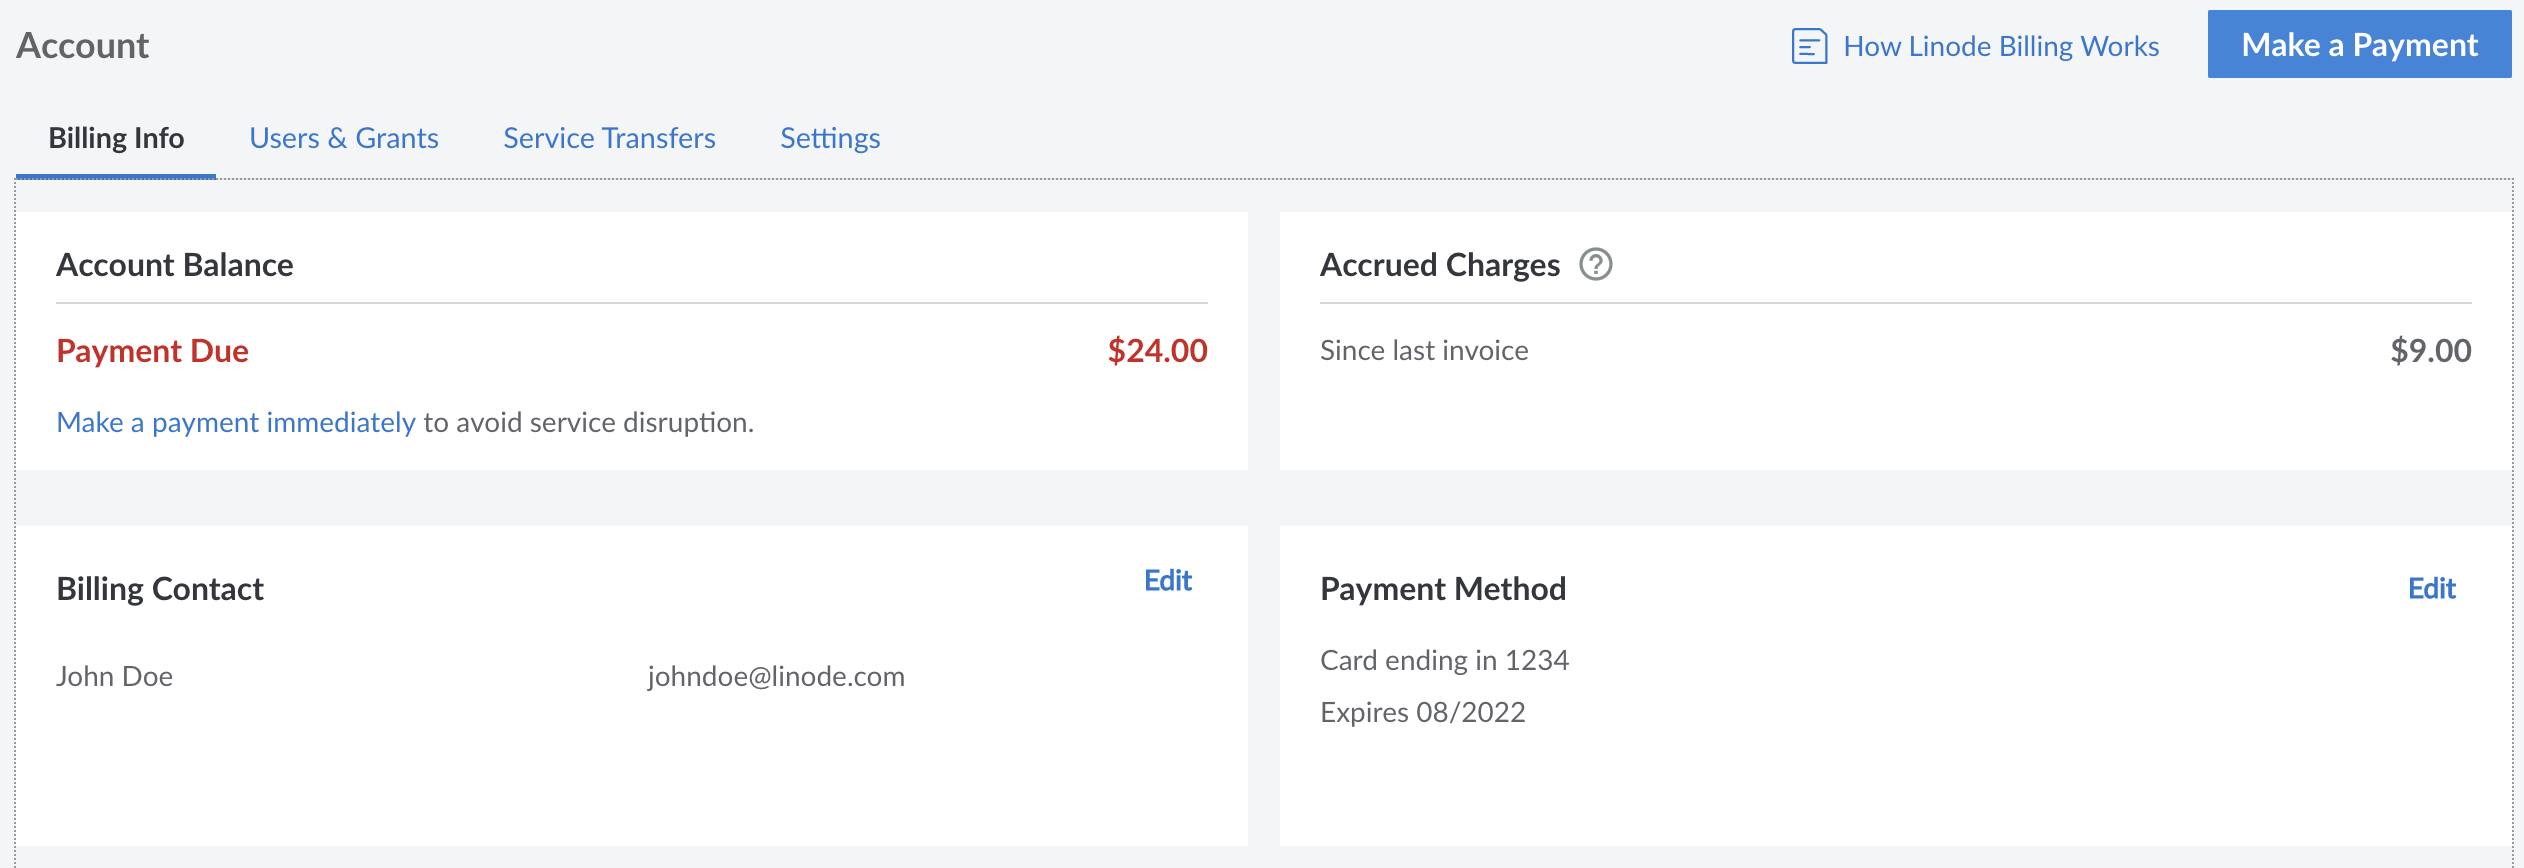 Account
How Linode Billing Works
Make a Payment
Billing Info
Users & Grants
Service Transfers
Settings
Account Balance
Payment Due
$24.00
Make a payment immediately to avoid service disruption.
Accrued Charges ?
Since last invoice
$9.00
Billing Contact
Edit
John Doe
johndoe@linode.com
Payment Method
Edit
Card ending in 1234
Expires 08/2022